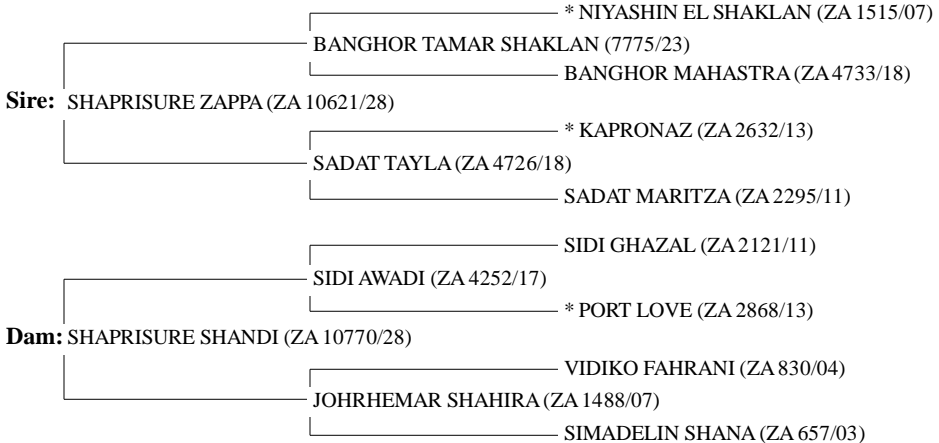 * NIYASHIN EL SHAKLAN (ZA 1515/07)
BANGHOR TAMAR SHAKLAN (7775/23)
BANGHOR MAHASTRA (ZA 4733/18)
Sire: SHAPRISURE ZAPPA (ZA 10621/28)
* KAPRONAZ (ZA 2632/13)
SADAT TAYLA (ZA 4726/18)
SADAT MARITZA (ZA 2295/11)
SIDI GHAZAL (ZA 2121/11)
SIDI AWADI (ZA 4252/17)
* PORT LOVE (ZA 2868/13)
Dam: SHAPRISURE SHANDI (ZA 10770/28)
VIDIKO FAHRANI (ZA 830/04)
JOHRHEMAR SHAHIRA (ZA 1488/07)
SIMADELIN SHANA (ZA 657/03)